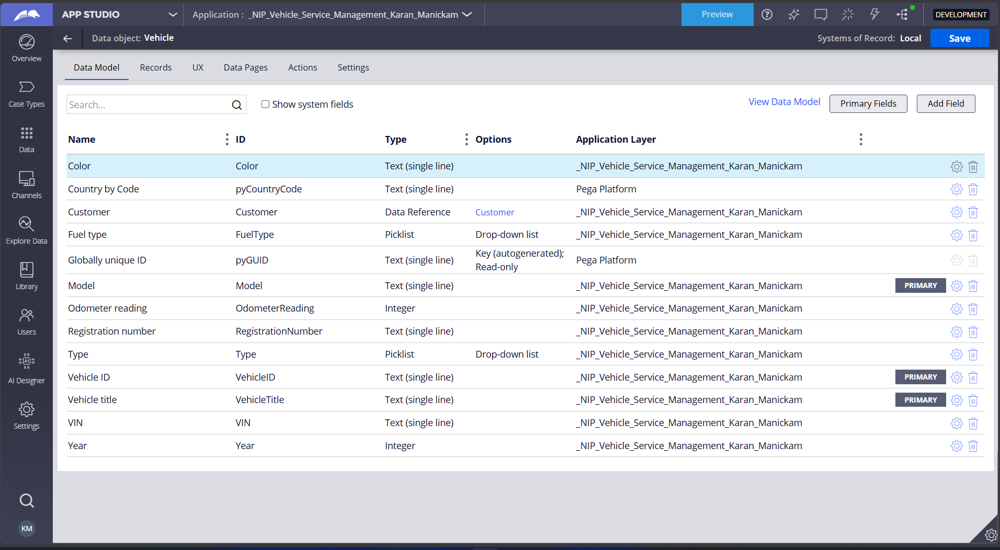 APP STUDIO
Application : _NIP_Vehicle_Service_Management_Karan_Manickam
Preview
DEVELOPMENT
Data object: Vehicle
Systems of Record: Local
Save
Overview
Case Types
Data
Channels
Explore Data
Library
Users
AI
AI Designer
Settings
KM
Data Model Records UX Data Pages Actions Settings
Search...
Show system fields
View Data Model
Primary Fields
Add Field
Name ID Type Options Application Layer
Color Color Text (single line) _NIP_Vehicle_Service_Management_Karan_Manickam
Country by Code pyCountryCode Text (single line) Pega Platform
Customer Customer Data Reference Customer _NIP_Vehicle_Service_Management_Karan_Manickam
Fuel type FuelType Picklist Drop-down list _NIP_Vehicle_Service_Management_Karan_Manickam
Globally unique ID pyGUID Text (single line) Key (autogenerated); Pega Platform
Read-only
Model Model Text (single line) _NIP_Vehicle_Service_Management_Karan_Manickam PRIMARY
Odometer reading OdometerReading Integer _NIP_Vehicle_Service_Management_Karan_Manickam
Registration number RegistrationNumber Text (single line) _NIP_Vehicle_Service_Management_Karan_Manickam
Type Type Picklist Drop-down list _NIP_Vehicle_Service_Management_Karan_Manickam
Vehicle ID VehicleID Text (single line) _NIP_Vehicle_Service_Management_Karan_Manickam PRIMARY
Vehicle title VehicleTitle Text (single line) _NIP_Vehicle_Service_Management_Karan_Manickam PRIMARY
VIN VIN Text (single line) _NIP_Vehicle_Service_Management_Karan_Manickam
Year Year Integer _NIP_Vehicle_Service_Management_Karan_Manickam